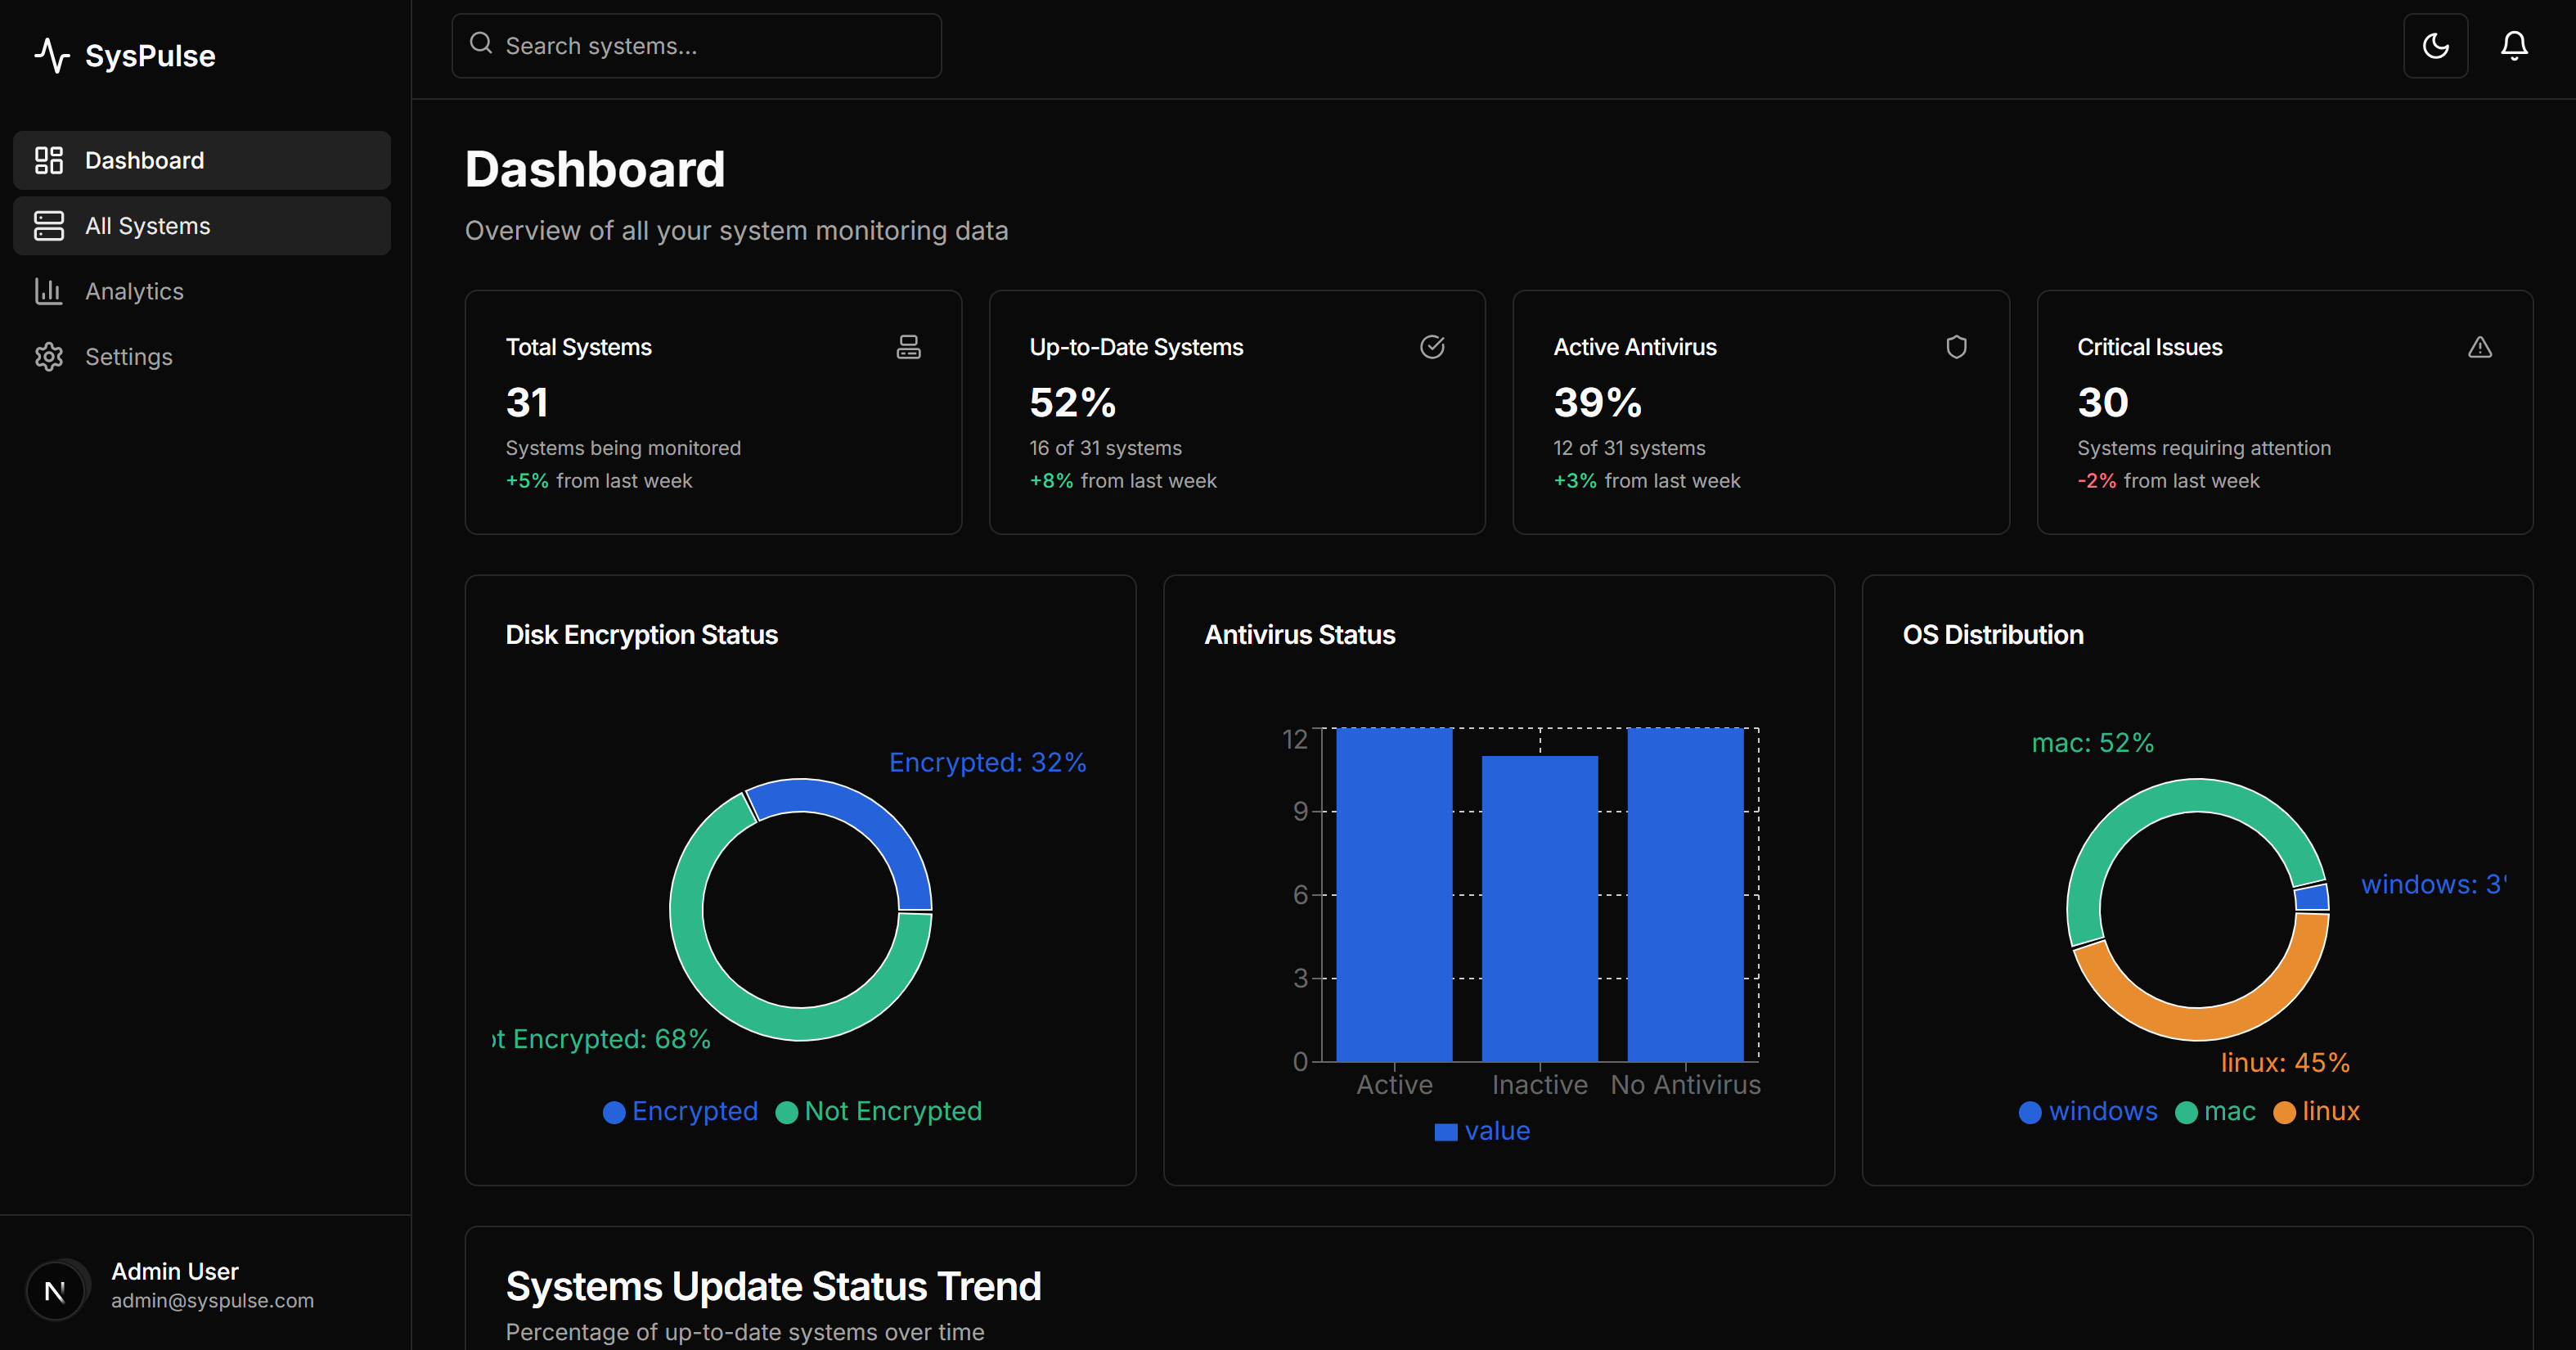 SysPulse
Search systems...
Dashboard
All Systems
Analytics
Settings
Dashboard
Overview of all your system monitoring data
Total Systems
31
Systems being monitored
+5% from last week
Up-to-Date Systems
52%
16 of 31 systems
+8% from last week
Active Antivirus
39%
12 of 31 systems
+3% from last week
Critical Issues
30
Systems requiring attention
-2% from last week
Disk Encryption Status
Encrypted: 32%
Encrypted: 68%
Encrypted Not Encrypted
Antivirus Status
12
9
6
3
0
Active Inactive No Antivirus
value
OS Distribution
mac: 52%
windows: 3
linux: 45%
windows mac linux
Systems Update Status Trend
Percentage of up-to-date systems over time
N
Admin User
admin@syspulse.com